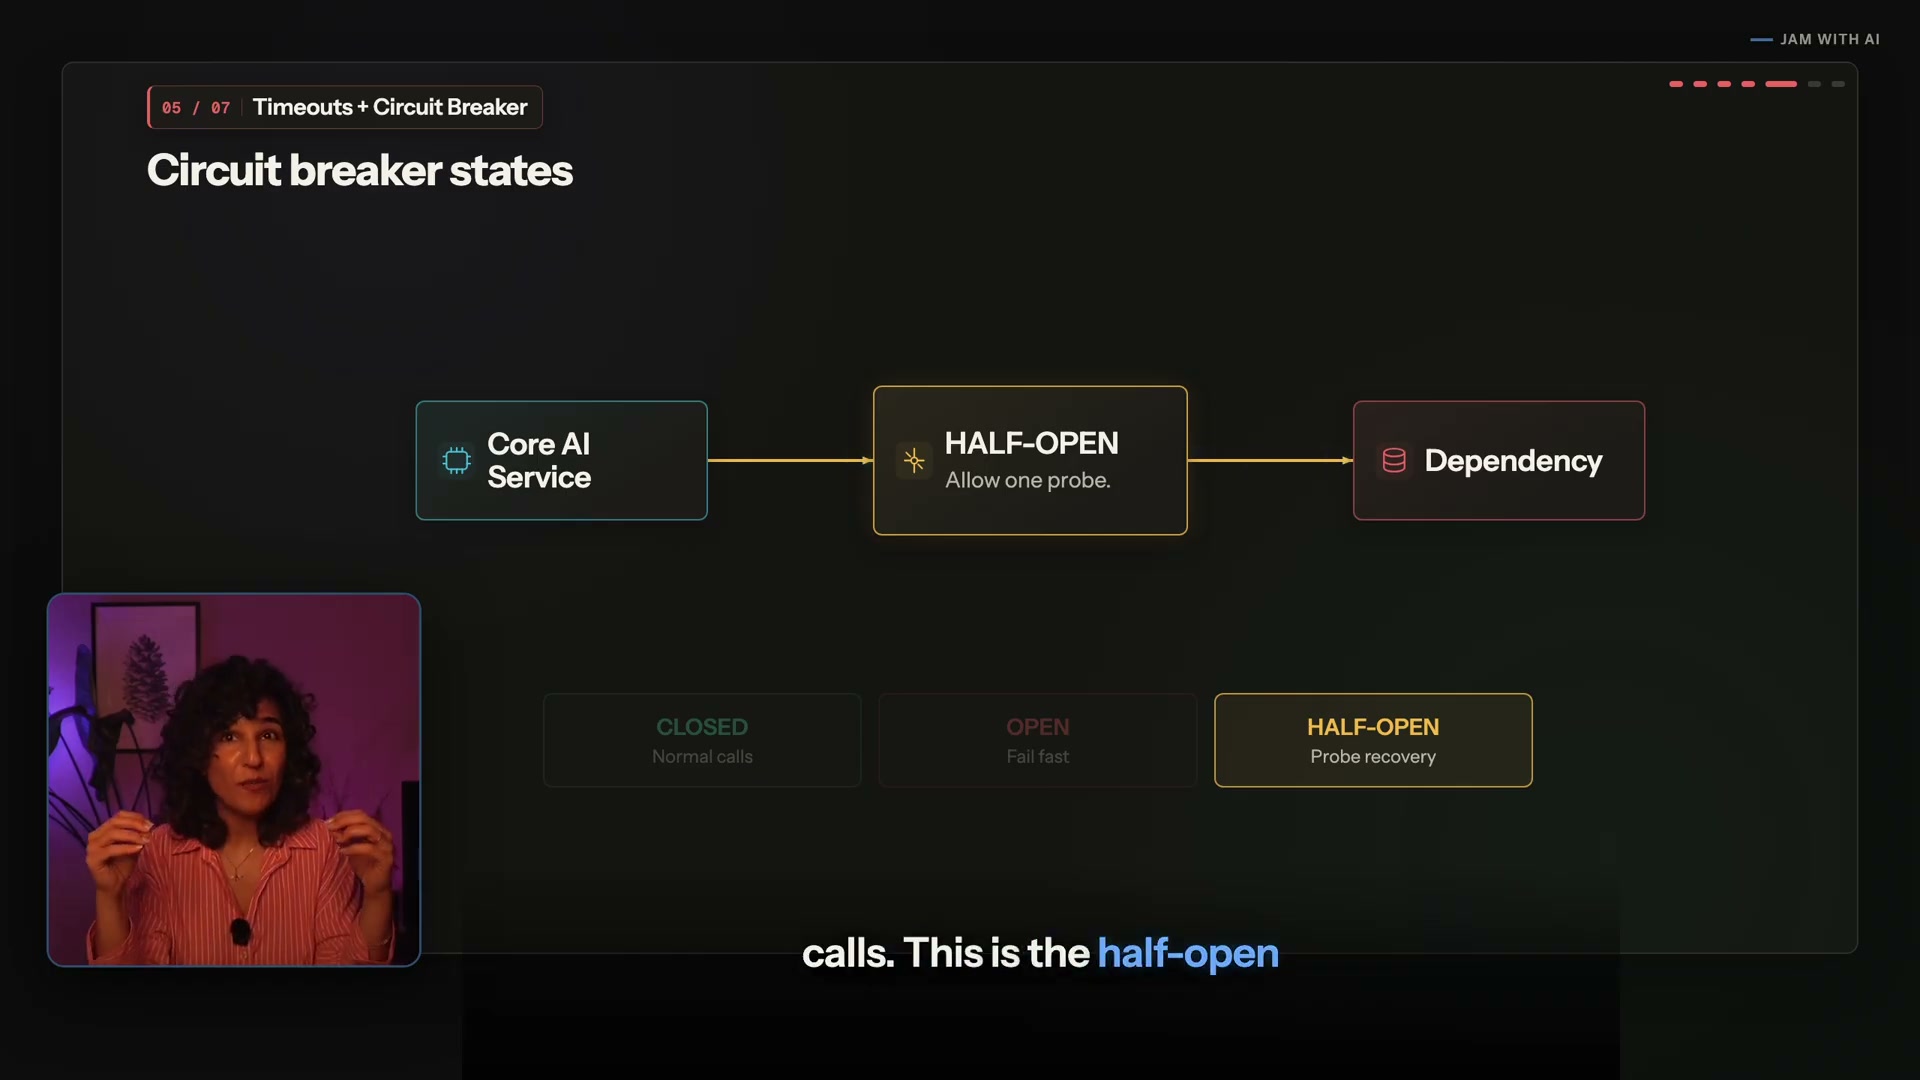 JAM WITH AI
05 / 07 Timeouts + Circuit Breaker
Circuit breaker states
Core AI
Service
HALF-OPEN
Allow one probe.
Dependency
CLOSED
Normal calls
OPEN
Fail fast
HALF-OPEN
Probe recovery
calls. This is the half-open